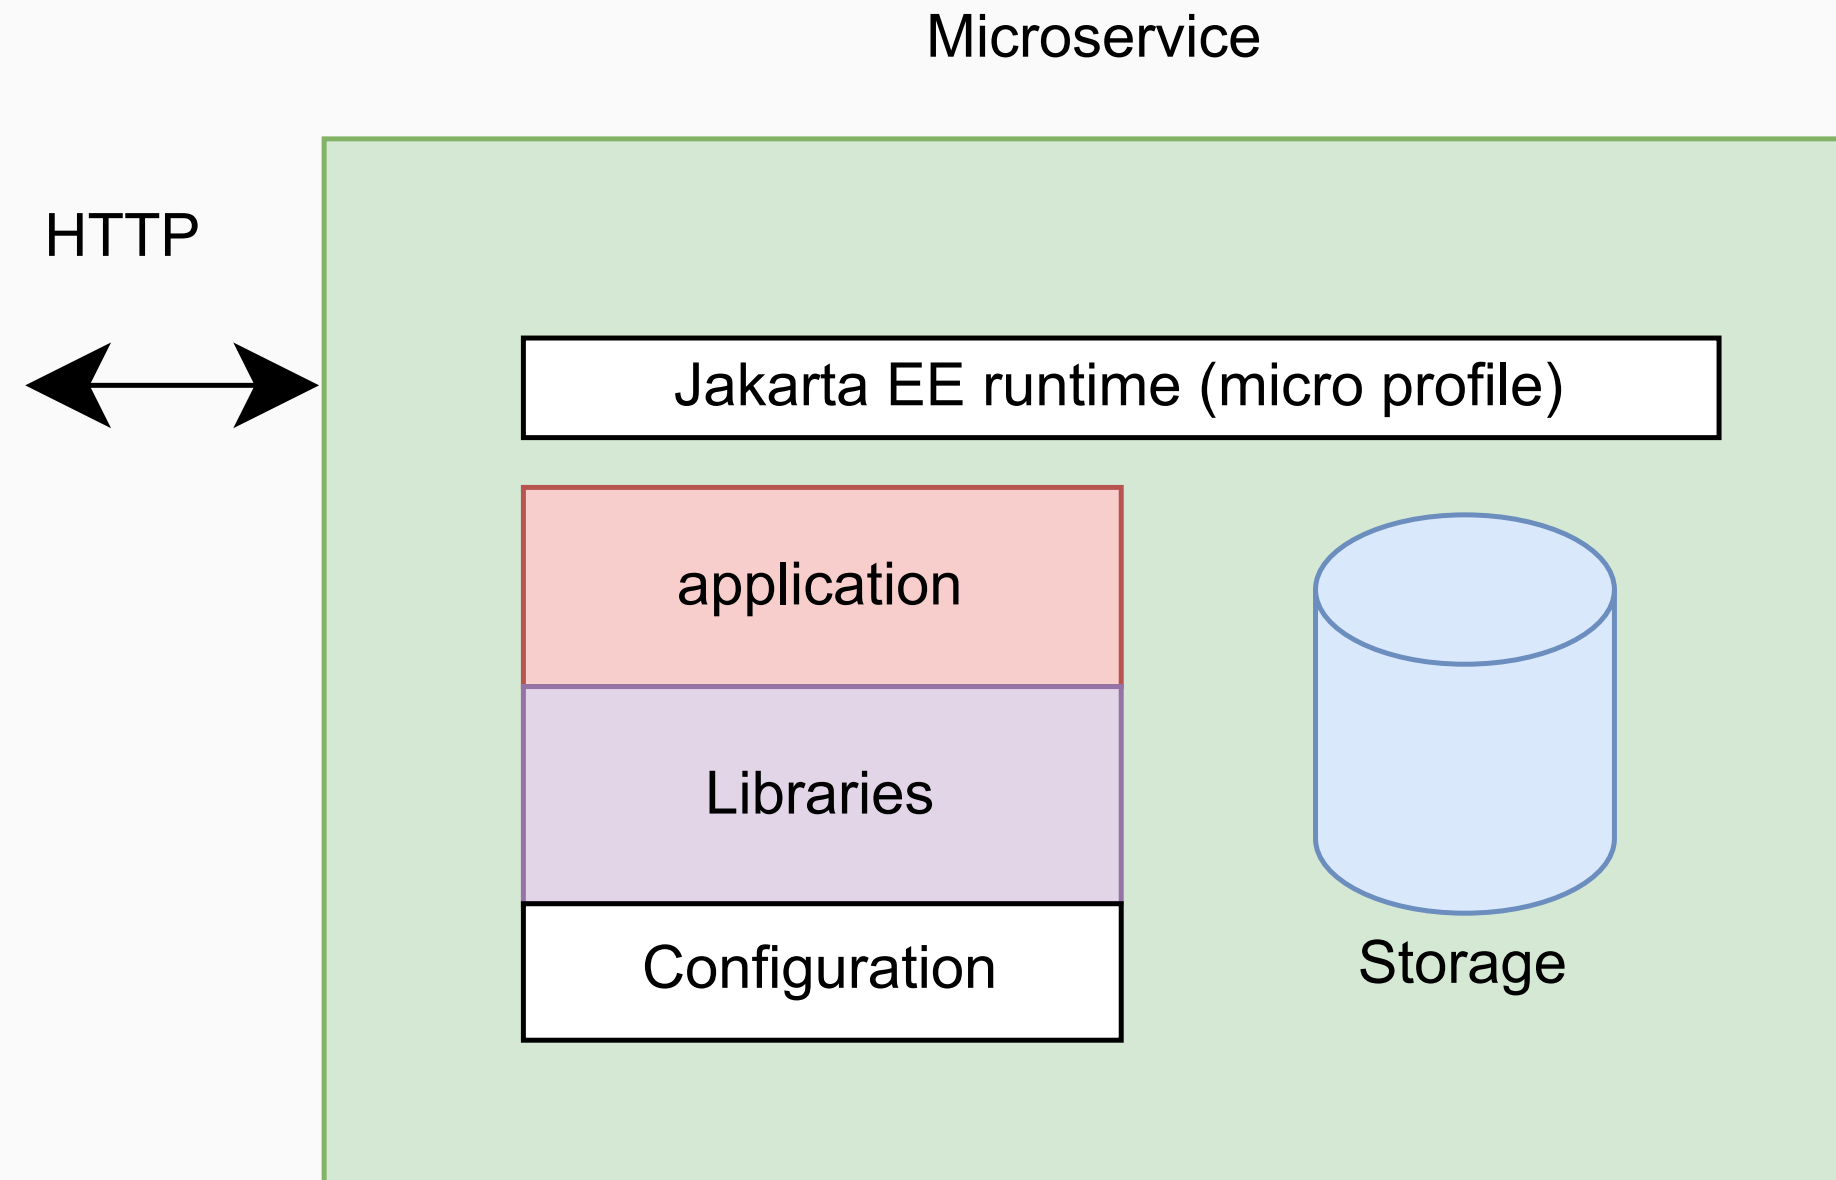 Microservice
HTTP
Jakarta EE runtime (micro profile)
application
Libraries
Configuration
Storage